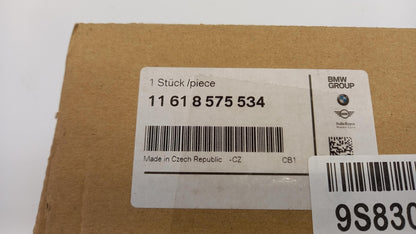 1 Stück/piece
11 61 8 575 534
Made in Czech Republic -CZ CB1
BMW
GROUP
9S830